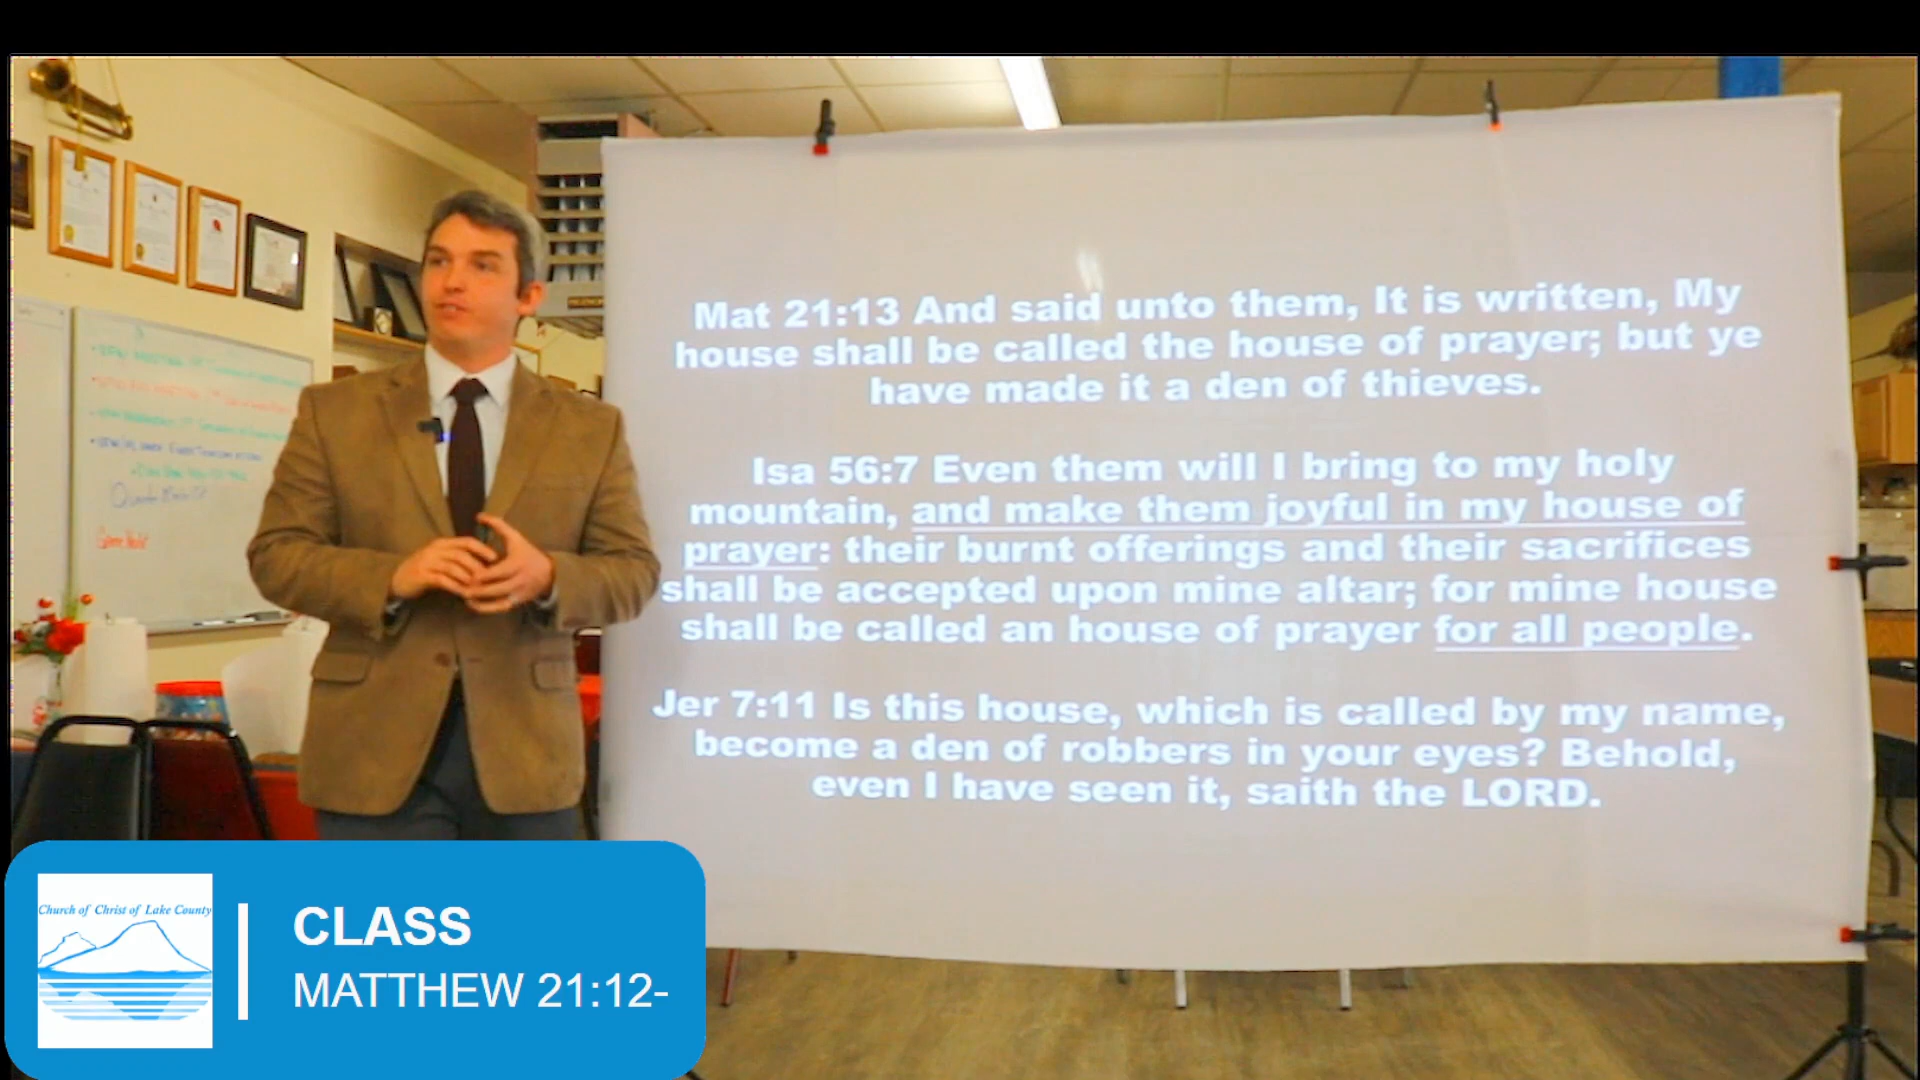 Mat 21:13 And said unto them, It is written, My
house shall be called the house of prayer; but ye
have made it a den of thieves.
Isa 56:7 Even them will I bring to my holy
mountain, and make them joyful in my house of
prayer: their burnt offerings and their sacrifices
shall be accepted upon mine altar; for mine house
shall be called an house of prayer for all people.
Jer 7:11 Is this house, which is called by my name,
become a den of robbers in your eyes? Behold,
even I have seen it, saith the LORD.
Church of Christ of Lake County
CLASS
MATTHEW 21:12-